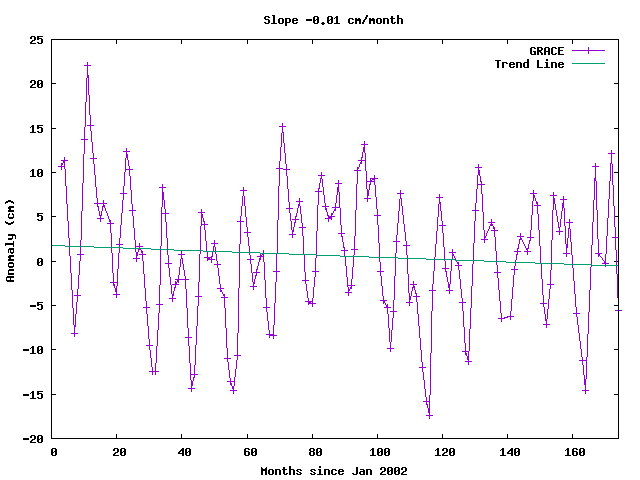 Slope -0.01 cm/month
GRACE
Trend Line
25
20
15
10
5
0
-5
-10
-15
-20
Anomaly (cm)
0 20 40 60 80 100 120 140 160
Months since Jan 2002